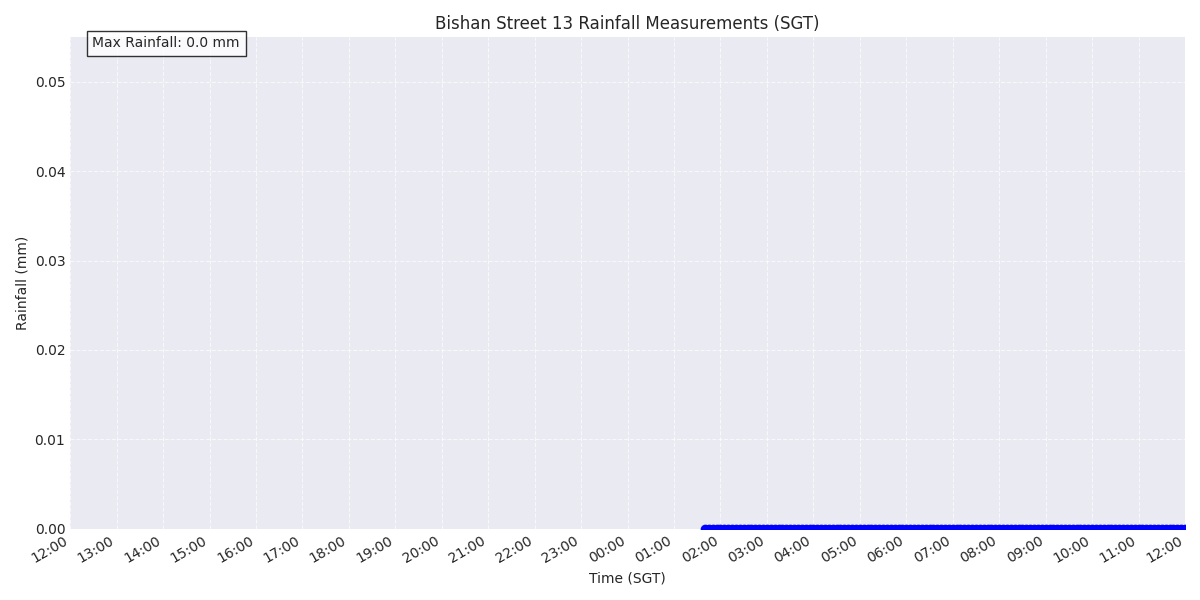 Bishan Street 13 Rainfall Measurements (SGT)
Max Rainfall: 0.0 mm
0.05
0.04
0.03
0.02
0.01
0.00
Rainfall (mm)
12:00 13:00 14:00 15:00 16:00 17:00 18:00 19:00 20:00 21:00 22:00 23:00 00:00 01:00 02:00 03:00 04:00 05:00 06:00 07:00 08:00 09:00 10:00 11:00 12:00
Time (SGT)